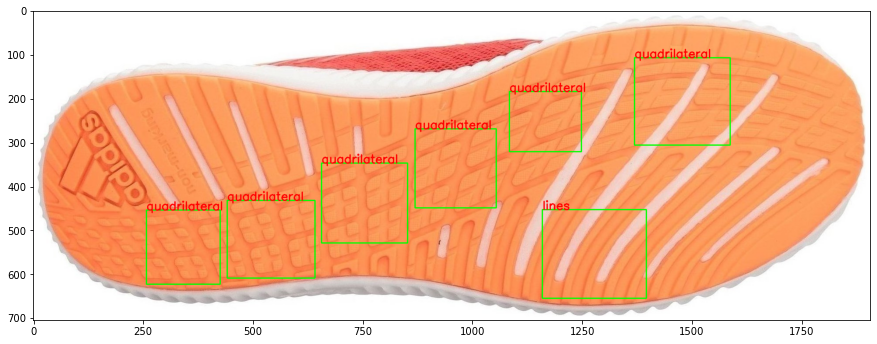 0
100 quadrilateral
200 quadrilateral
quadrilateral
300
adidas
quadrilateral
400
quadrilateral
quadrilateral
lines
500
600
700
0 250 500 750 1000 1250 1500 1750